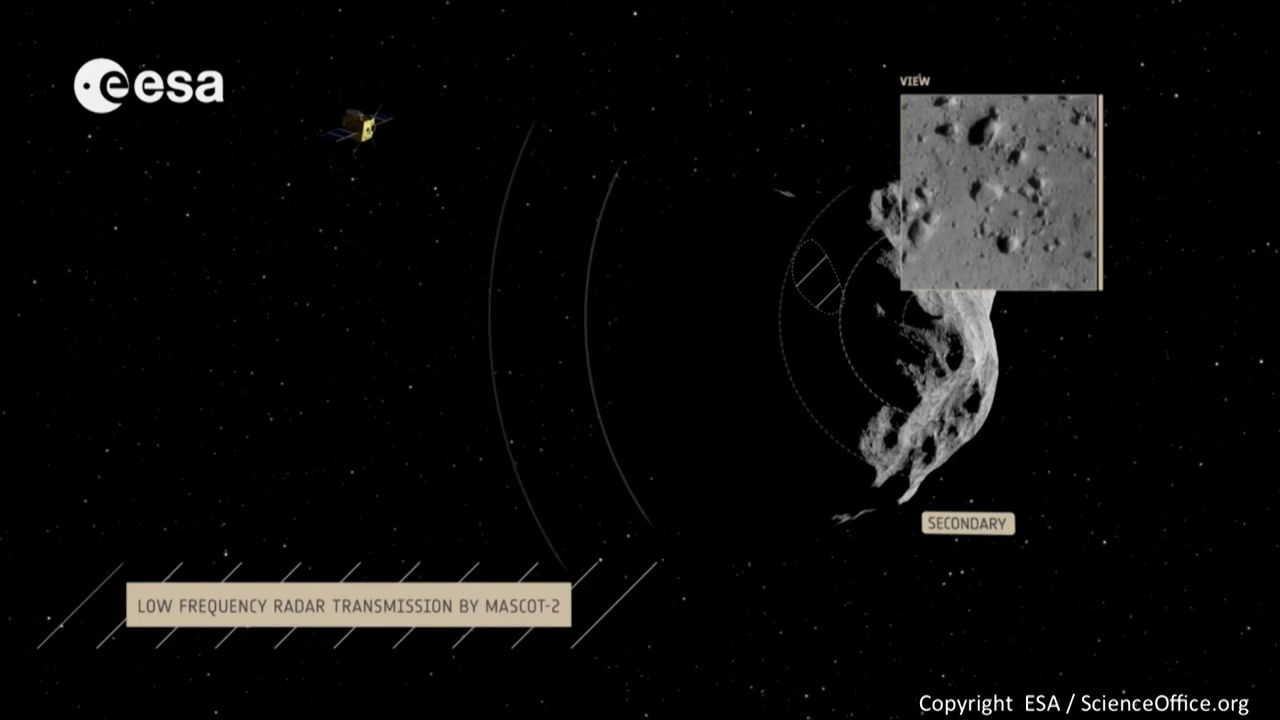 esa
VIEW
SECONDARY
LOW FREQUENCY RADAR TRANSMISSION BY MASCOT-2
Copyright ESA / ScienceOffice.org